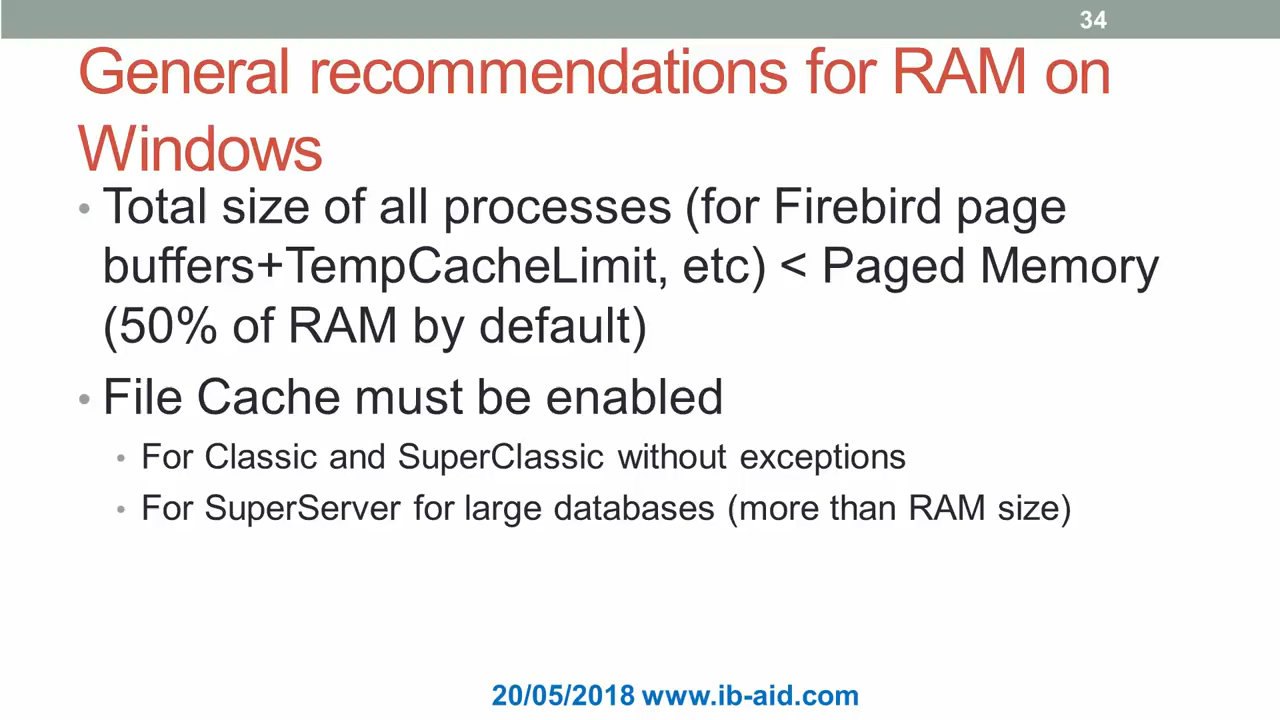 34
General recommendations for RAM on
Windows
• Total size of all processes (for Firebird page
buffers+TempCacheLimit, etc) < Paged Memory
(50% of RAM by default)
• File Cache must be enabled
• For Classic and SuperClassic without exceptions
• For SuperServer for large databases (more than RAM size)
20/05/2018 www.ib-aid.com